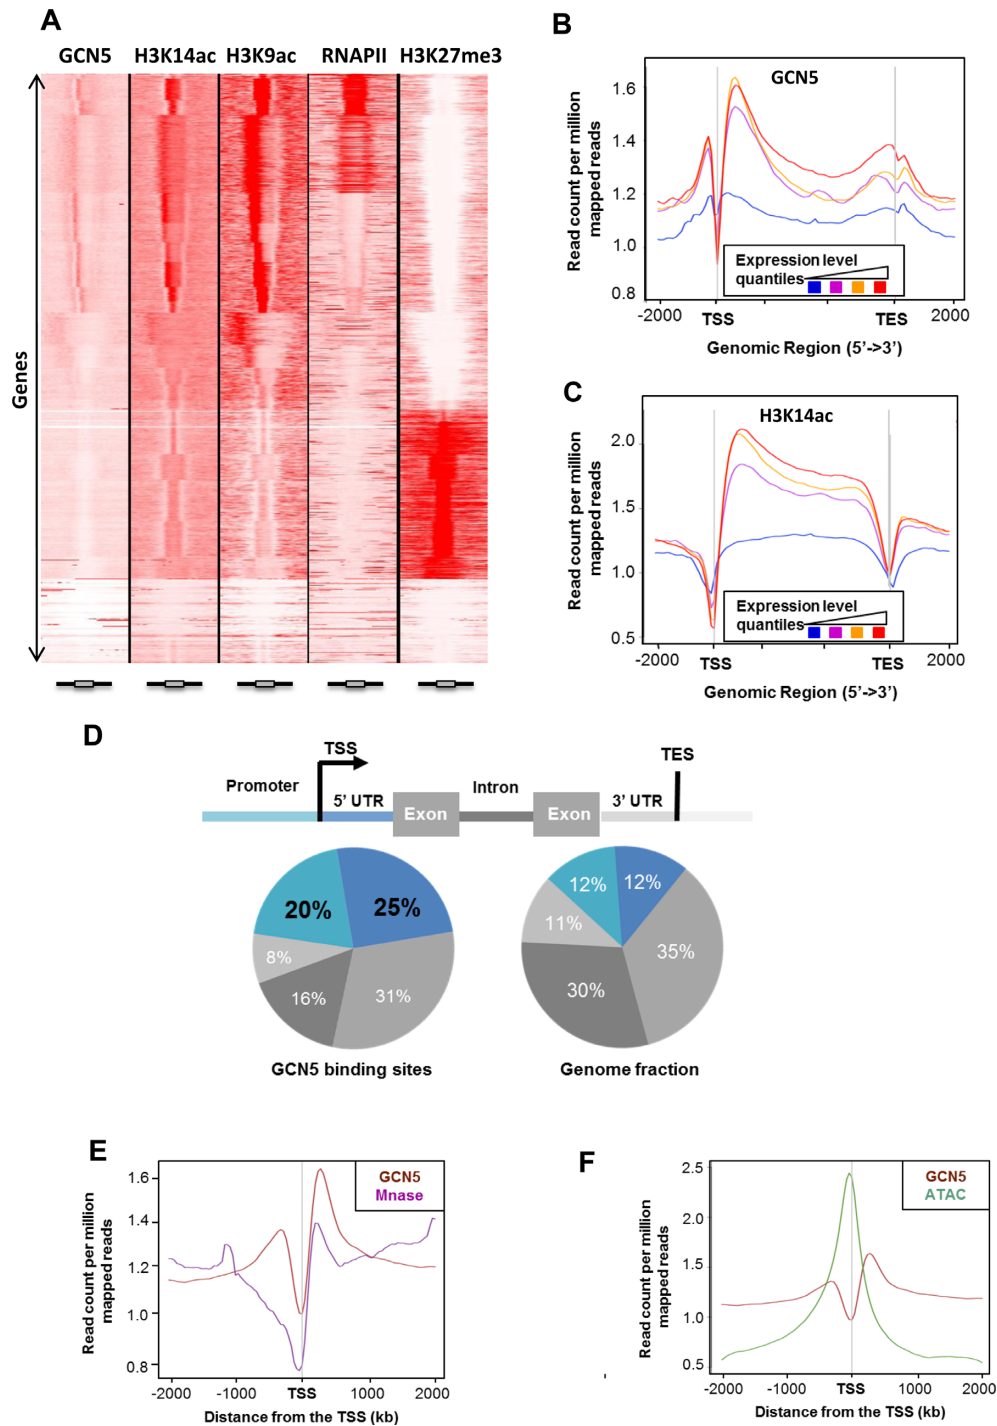 A
GCN5 H3K14ac H3K9ac RNAPII H3K27me3
Genes
B
GCN5
Read count per million
mapped reads
1.6
1.4
1.2
1.0
0.8
Expression level
quantiles
-2000 TSS TES 2000
Genomic Region (5'->3')
C
H3K14ac
Read count per million
mapped reads
2.0
1.5
1.0
0.5
Expression level
quantiles
-2000 TSS TES 2000
Genomic Region (5'->3')
D
TSS
TES
Promoter
5' UTR
Exon
Intron
Exon
3' UTR
20% 25%
8%
16% 31%
12% 12%
11%
35%
30%
GCN5 binding sites
Genome fraction
E
GCN5
Mnase
Read count per million
mapped reads
1.6
1.4
1.2
1.0
0.8
-2000 -1000 TSS 1000 2000
Distance from the TSS (kb)
F
GCN5
ATAC
Read count per million
mapped reads
2.5
2.0
1.5
1.0
0.5
-2000 -1000 TSS 1000 2000
Distance from the TSS (kb)